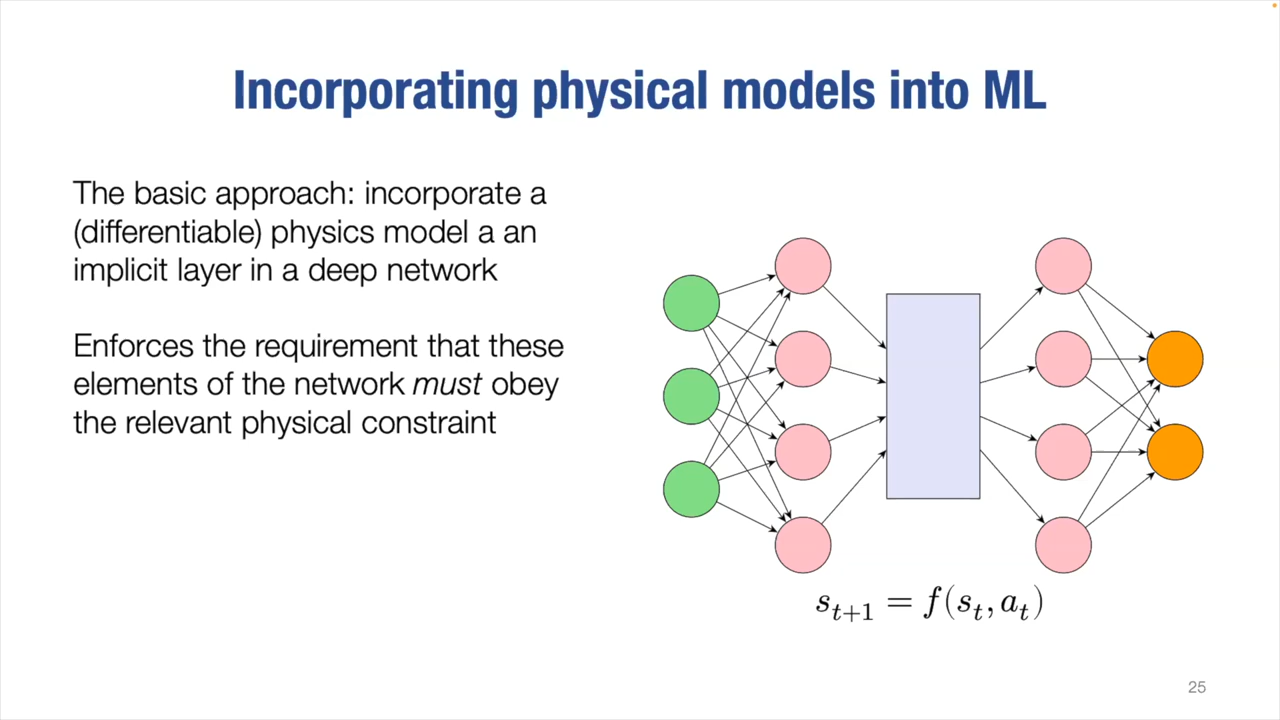 Incorporating physical models into ML
The basic approach: incorporate a
(differentiable) physics model a an
implicit layer in a deep network
Enforces the requirement that these
elements of the network must obey
the relevant physical constraint
s_{t+1} = f(s_t, a_t)
25